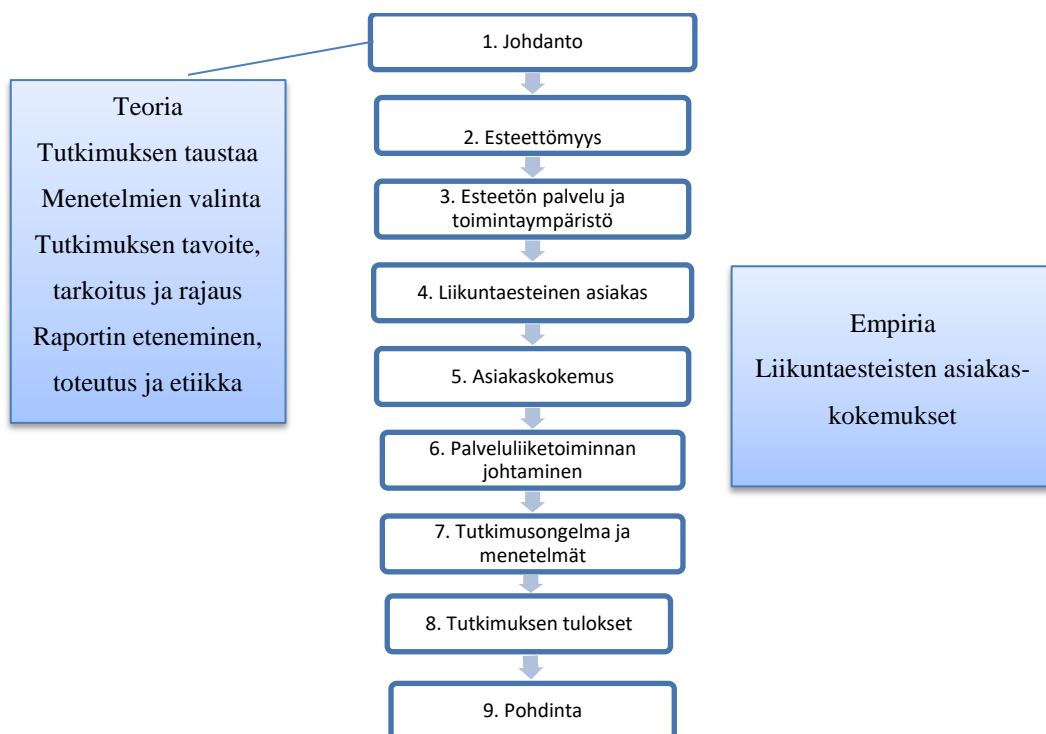 1. Johdanto
Teoria
Tutkimuksen taustaa
Menetelmien valinta
Tutkimuksen tavoite,
tarkoitus ja rajaus
Raportin eteneminen,
toteutus ja etiikka
2. Esteettömyys
3. Esteetön palvelu ja
toimintaympäristö
4. Liikuntaesteinen asiakas
5. Asiakaskokemus
6. Palveluliiketoiminnan
johtaminen
7. Tutkimusongelma ja
menetelmät
8. Tutkimuksen tulokset
9. Pohdinta
Empiria
Liikuntaesteisten asiakas-
kokemukset